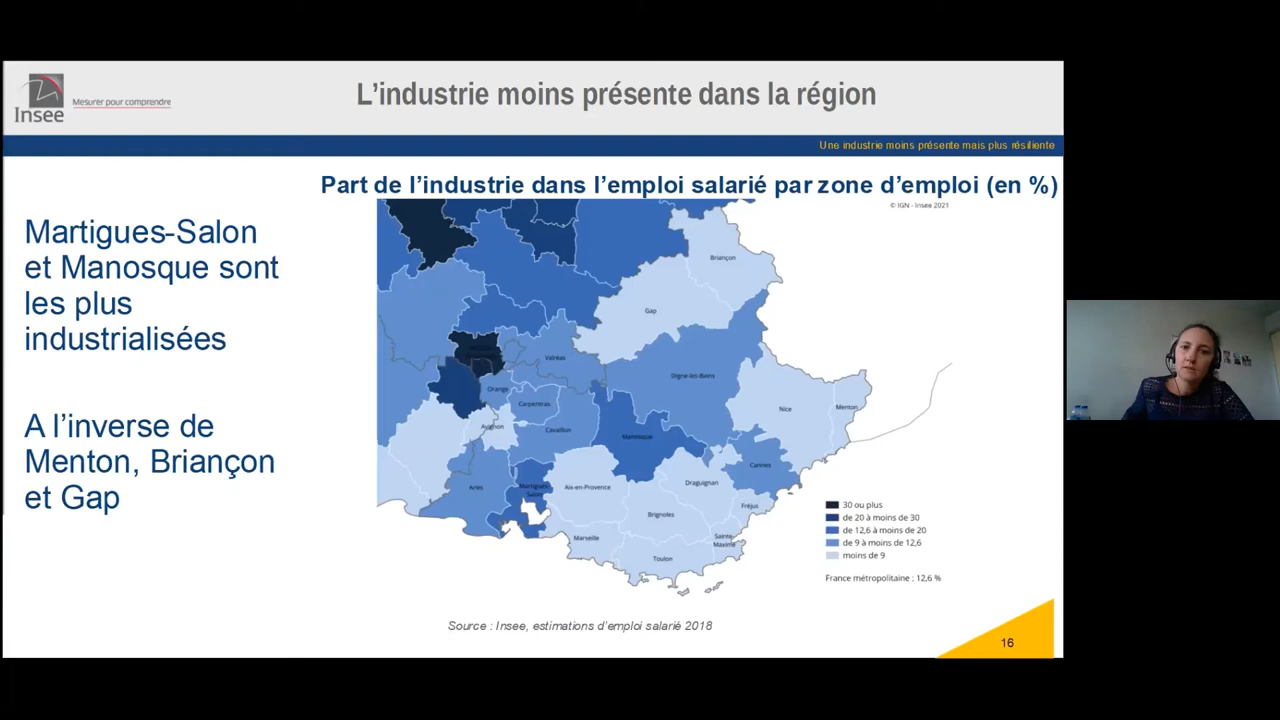 Insee
Mesurer pour comprendre
L'industrie moins présente dans la région
Une industrie moins présente mais plus résiliente
Part de l'industrie dans l'emploi salarié par zone d'emploi (en %)
© IGN - Insee 2021
Martigues-Salon
et Manosque sont
les plus
industrialisées
A l'inverse de
Menton, Briançon
et Gap
Briançon
Gap
Valréas
Digne-les-Bains
Orange
Carpentras
Nice
Menton
Avignon
Cavaillon
Manosque
Cannes
Arles
Martigues-
Salon
Aix-en-Provence
Draguignan
Fréjus
Brignoles
Marseille
Sainte-
Maxime
Toulon
30 ou plus
de 20 à moins de 30
de 12,6 à moins de 20
de 9 à moins de 12,6
moins de 9
France métropolitaine : 12,6 %
Source : Insee, estimations d'emploi salarié 2018
16